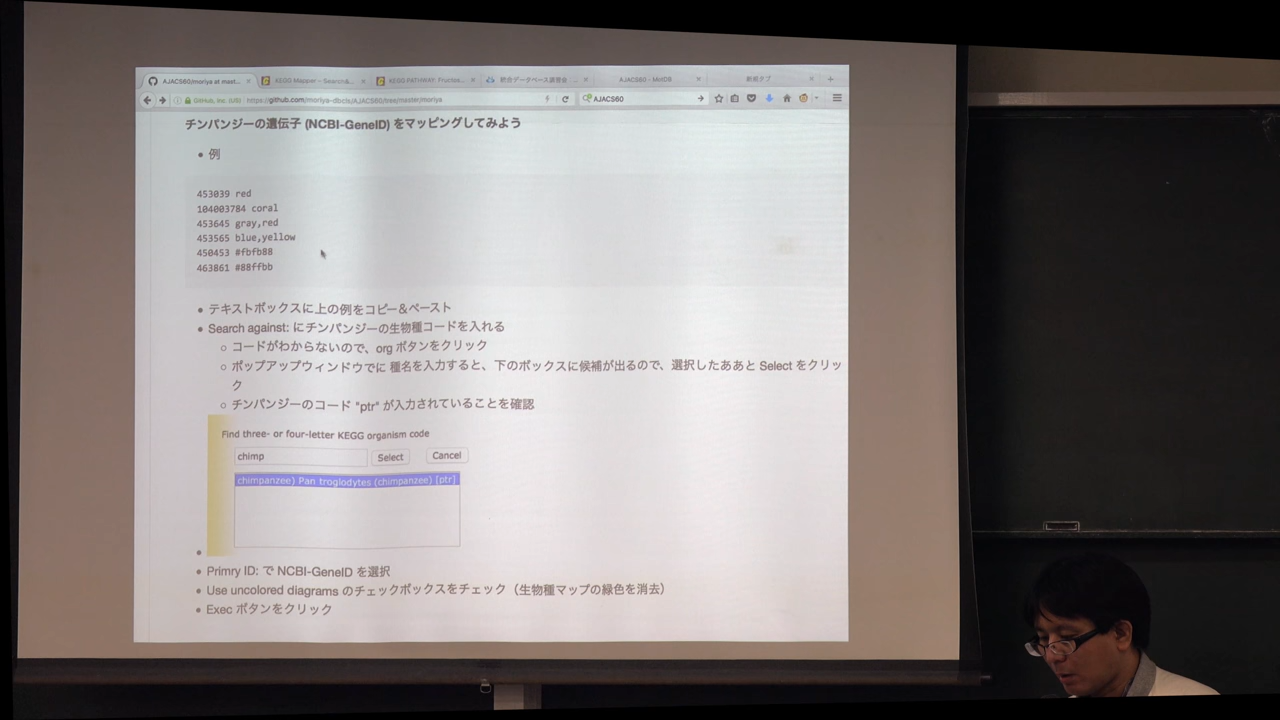 AJACS60/moriya at mast...
KEGG Mapper – Search&...
KEGG PATHWAY: Fructos...
統合データベース講習会 ...
AJACS60 - MolDB
新規タブ
GitHub, Inc. (US)
https://github.com/moriya-dbcls/AJACS60/tree/master/moriya
AJACS60
チンパンジーの遺伝子 (NCBI-GeneID) をマッピングしてみよう
例
453039 red
104003784 coral
453645 gray,red
453565 blue,yellow
450453 #fbfb88
463861 #88ffbb
テキストボックスに上の例をコピー＆ペースト
Search against: にチンパンジーの生物種コードを入れる
コードがわからないので、org ボタンをクリック
ポップアップウィンドウでに 種名を入力すると、下のボックスに候補が出るので、選択したああと Select をクリッ
ク
チンパンジーのコード "ptr" が入力されていることを確認
Find three- or four-letter KEGG organism code
chimp Select Cancel
chimpanzee) Pan troglodytes (chimpanzee) [ptr]
Primry ID: で NCBI-GeneID を選択
Use uncolored diagrams のチェックボックスをチェック（生物種マップの緑色を消去）
Exec ボタンをクリック